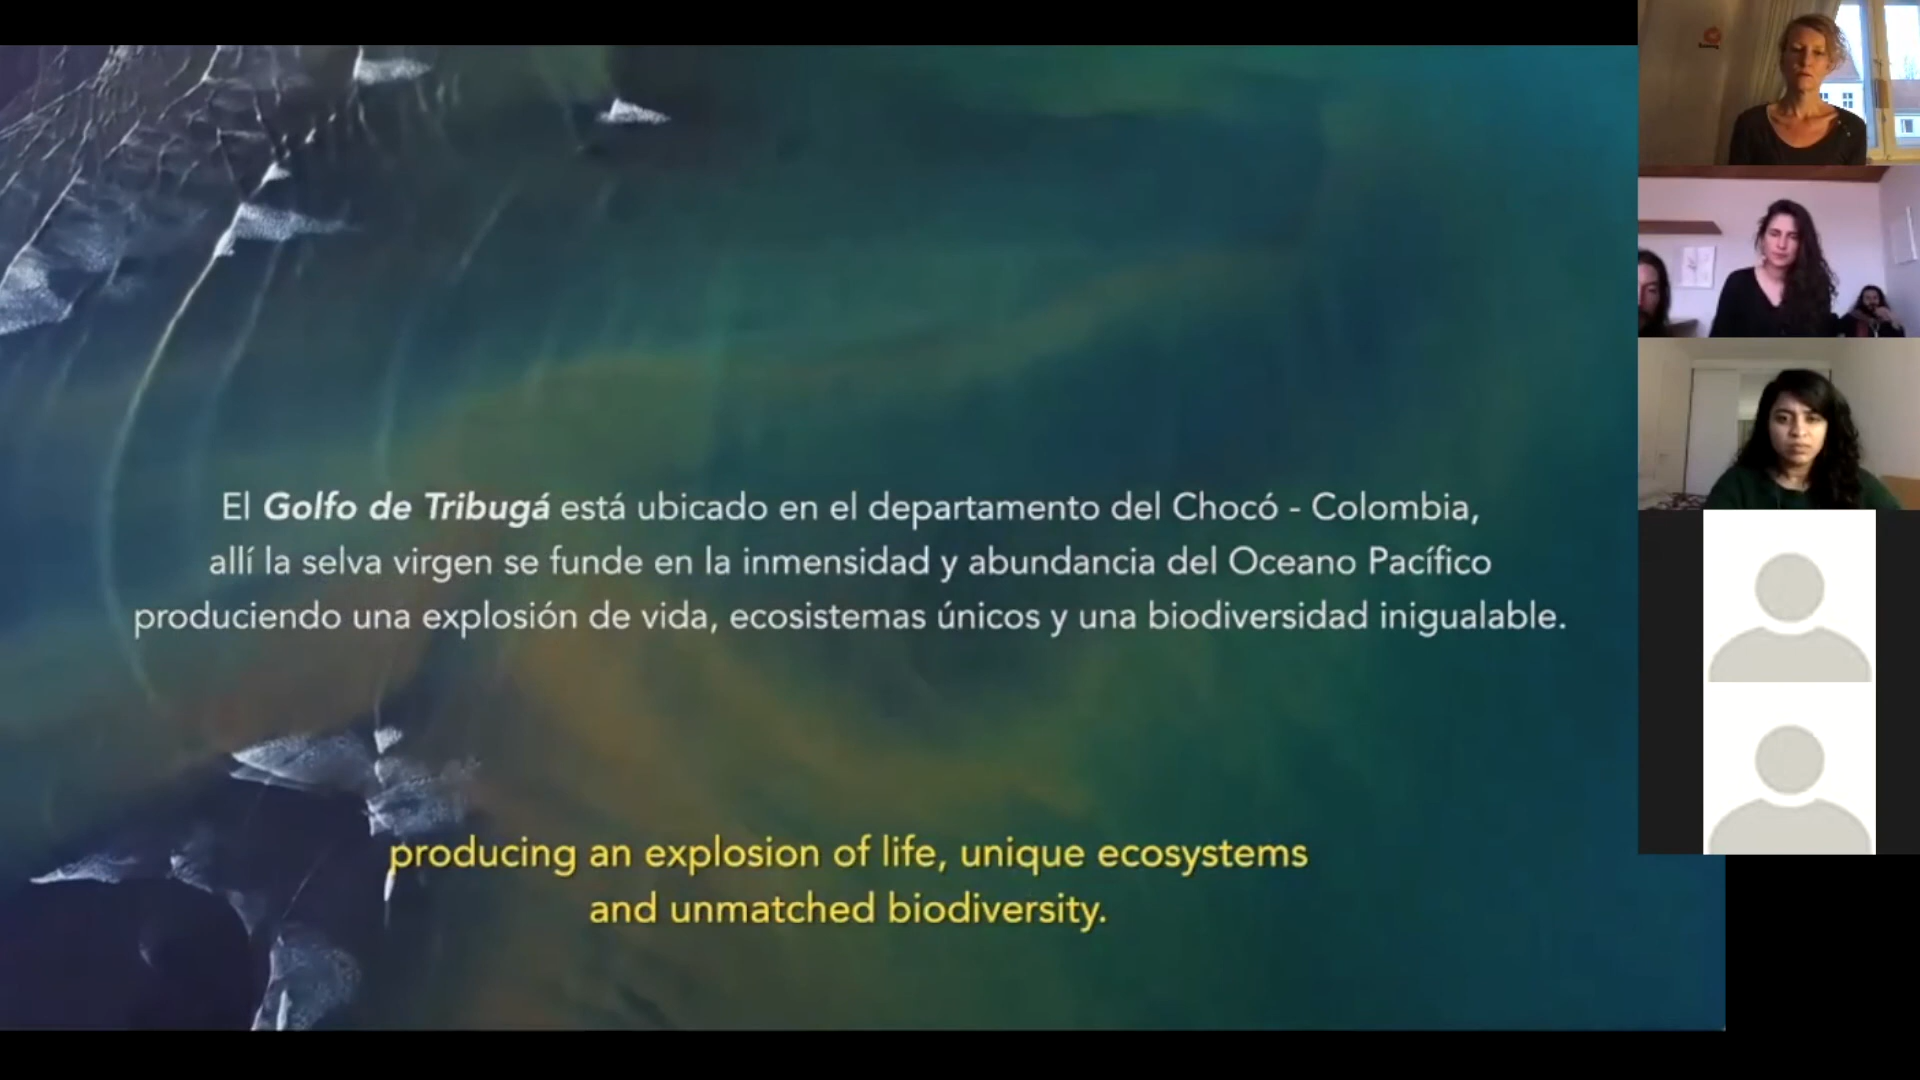 El Golfo de Tribugá está ubicado en el departamento del Chocó - Colombia,
allí la selva virgen se funde en la inmensidad y abundancia del Oceano Pacífico
produciendo una explosión de vida, ecosistemas únicos y una biodiversidad inigualable.
producing an explosion of life, unique ecosystems
and unmatched biodiversity.